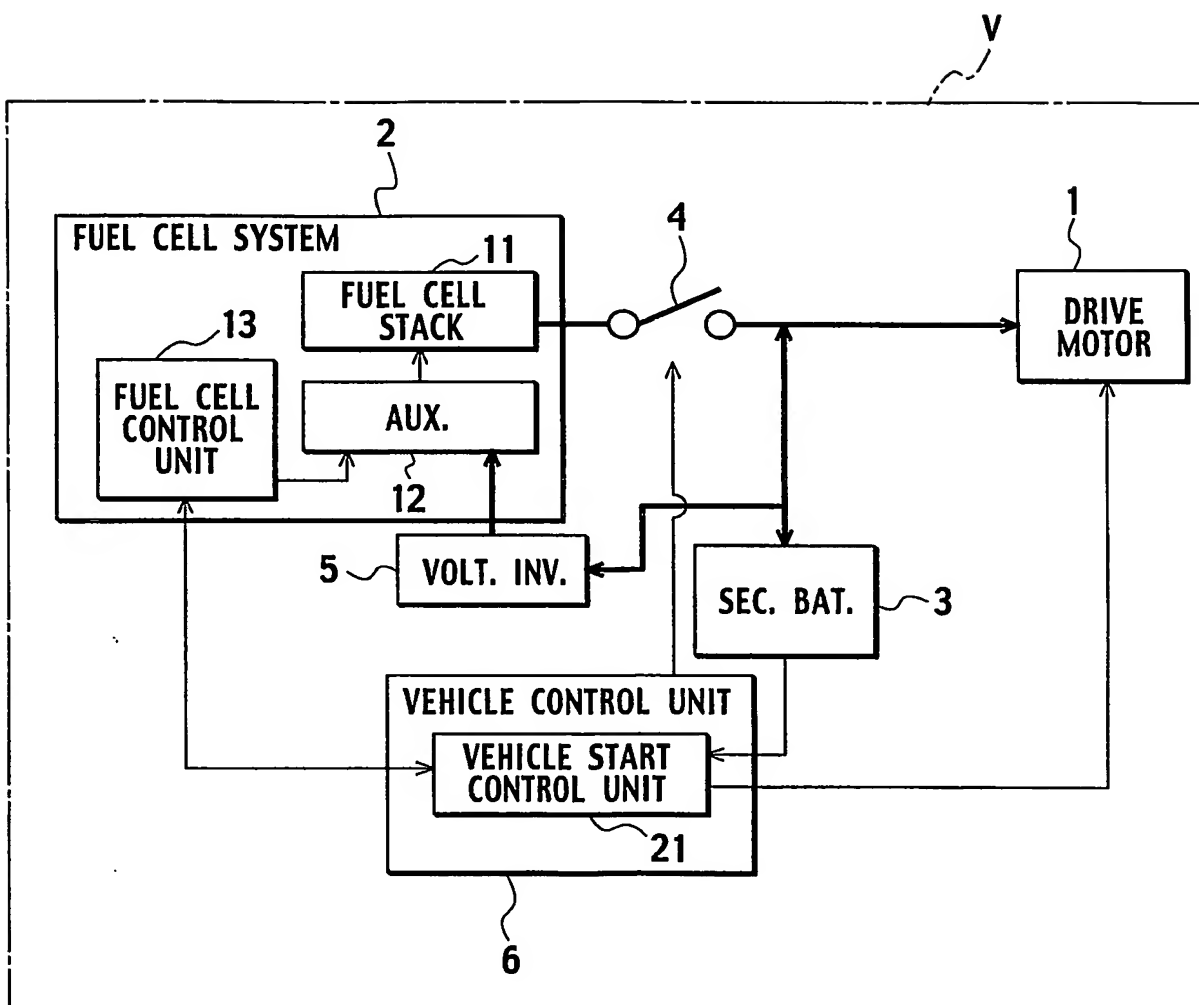 V
2
FUEL CELL SYSTEM
11
FUEL CELL
STACK
4
1
DRIVE
MOTOR
13
FUEL CELL
CONTROL
UNIT
AUX.
12
5
VOLT. INV.
SEC. BAT.
3
VEHICLE CONTROL UNIT
VEHICLE START
CONTROL UNIT
21
6